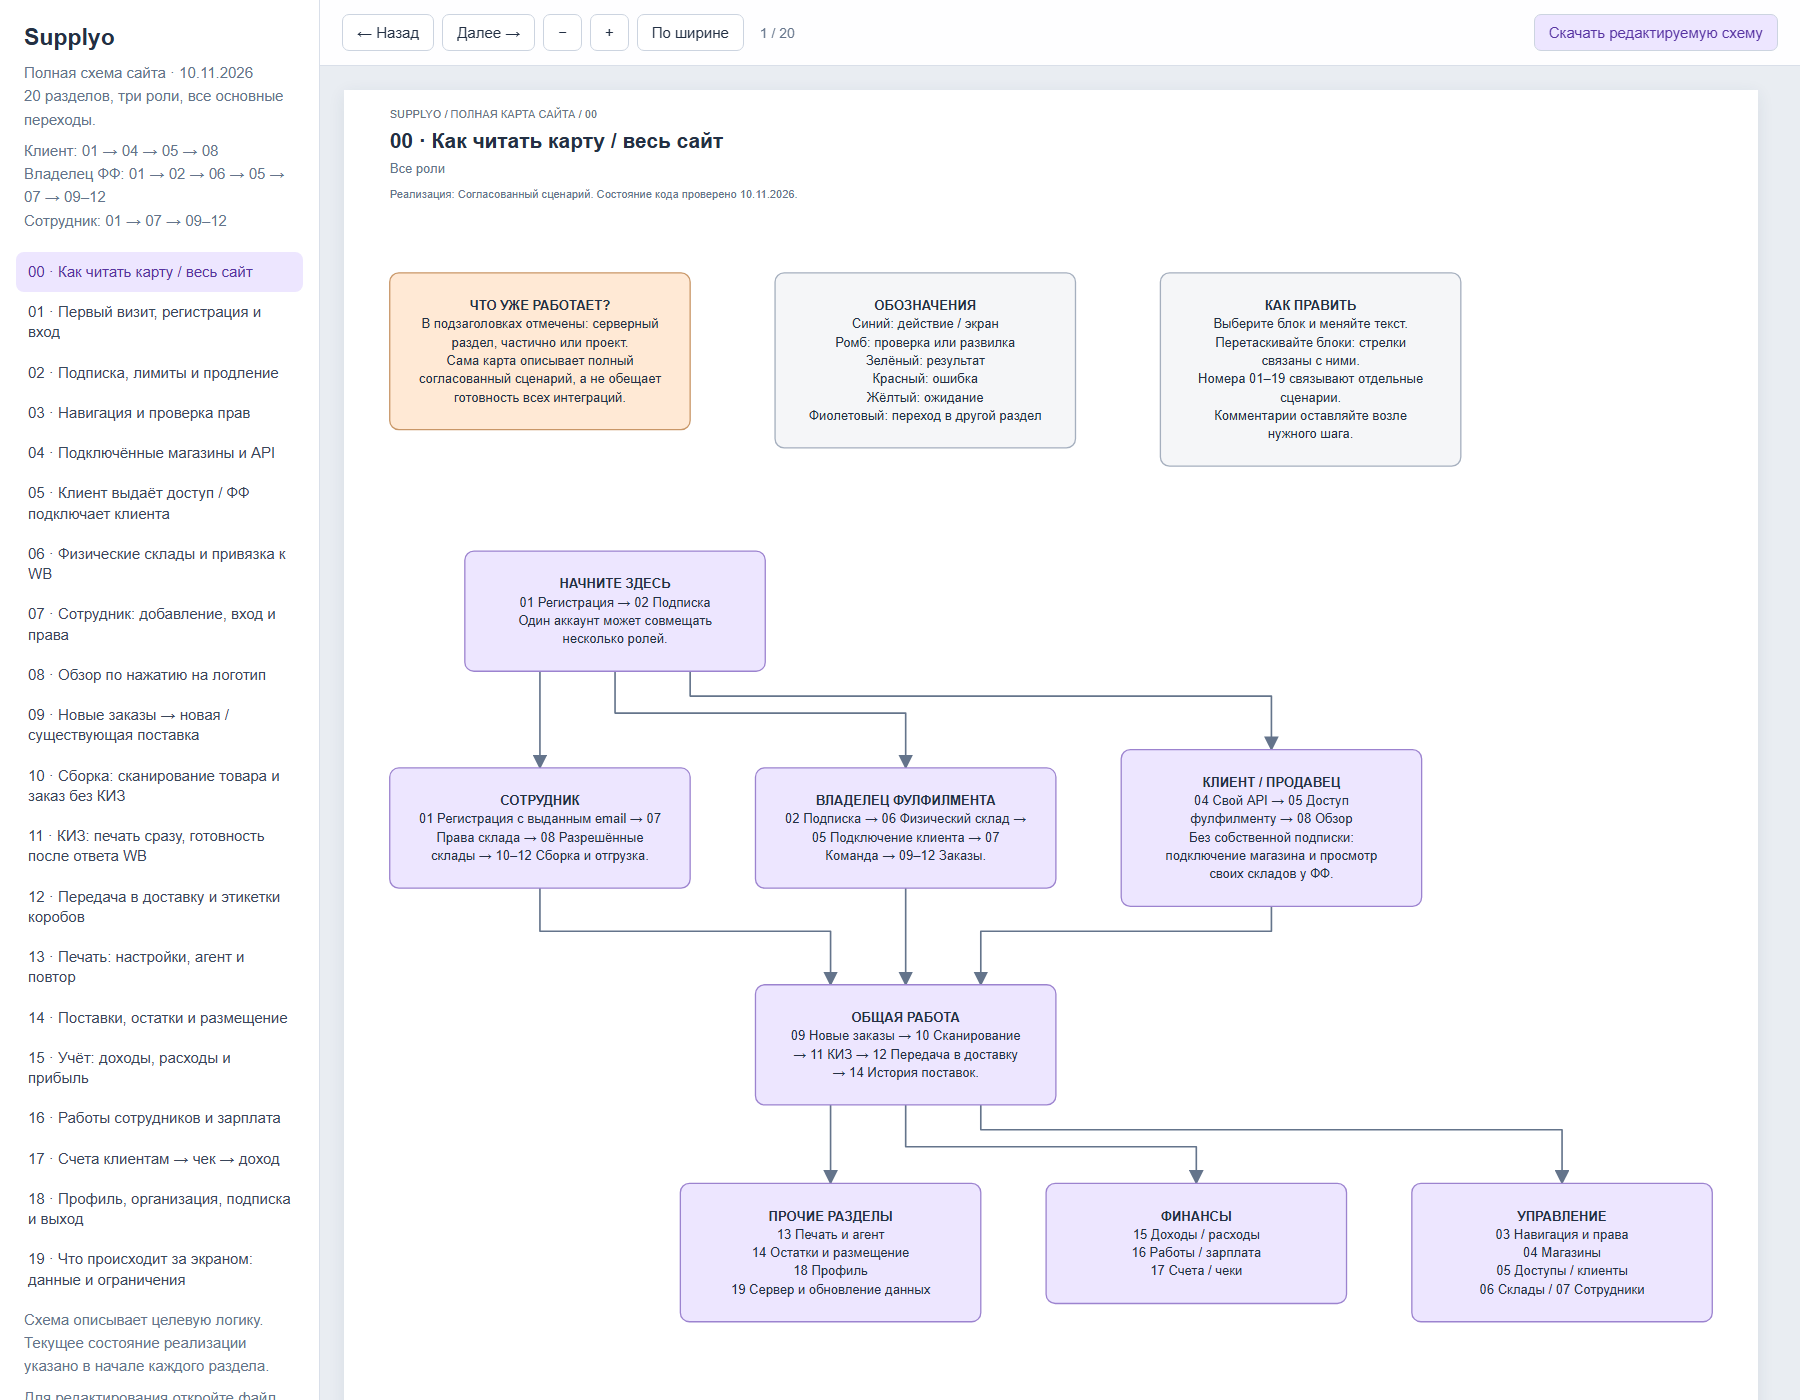 Supplyo
Полная схема сайта · 10.11.2026
20 разделов, три роли, все основные
переходы.
Клиент: 01 → 04 → 05 → 08
Владелец ФФ: 01 → 02 → 06 → 05 →
07 → 09–12
Сотрудник: 01 → 07 → 09–12
00 · Как читать карту / весь сайт
01 · Первый визит, регистрация и
вход
02 · Подписка, лимиты и продление
03 · Навигация и проверка прав
04 · Подключённые магазины и API
05 · Клиент выдаёт доступ / ФФ
подключает клиента
06 · Физические склады и привязка к
WB
07 · Сотрудник: добавление, вход и
права
08 · Обзор по нажатию на логотип
09 · Новые заказы → новая /
существующая поставка
10 · Сборка: сканирование товара и
заказ без КИЗ
11 · КИЗ: печать сразу, готовность
после ответа WB
12 · Передача в доставку и этикетки
коробов
13 · Печать: настройки, агент и
повтор
14 · Поставки, остатки и размещение
15 · Учёт: доходы, расходы и
прибыль
16 · Работы сотрудников и зарплата
17 · Счета клиентам → чек → доход
18 · Профиль, организация, подписка
и выход
19 · Что происходит за экраном:
данные и ограничения
Схема описывает целевую логику.
Текущее состояние реализации
указано в начале каждого раздела.
Для редактирования откройте файл
← Назад
Далее →
−
+
По ширине
1 / 20
Скачать редактируемую схему
SUPPLYO / ПОЛНАЯ КАРТА САЙТА / 00
00 · Как читать карту / весь сайт
Все роли
Реализация: Согласованный сценарий. Состояние кода проверено 10.11.2026.
ЧТО УЖЕ РАБОТАЕТ?
В подзаголовках отмечены: серверный
раздел, частично или проект.
Сама карта описывает полный
согласованный сценарий, а не обещает
готовность всех интеграций.
ОБОЗНАЧЕНИЯ
Синий: действие / экран
Ромб: проверка или развилка
Зелёный: результат
Красный: ошибка
Жёлтый: ожидание
Фиолетовый: переход в другой раздел
КАК ПРАВИТЬ
Выберите блок и меняйте текст.
Перетаскивайте блоки: стрелки
связаны с ними.
Номера 01–19 связывают отдельные
сценарии.
Комментарии оставляйте возле
нужного шага.
НАЧНИТЕ ЗДЕСЬ
01 Регистрация → 02 Подписка
Один аккаунт может совмещать
несколько ролей.
СОТРУДНИК
01 Регистрация с выданным email → 07
Права склада → 08 Разрешённые
склады → 10–12 Сборка и отгрузка.
ВЛАДЕЛЕЦ ФУЛФИЛМЕНТА
02 Подписка → 06 Физический склад →
05 Подключение клиента → 07
Команда → 09–12 Заказы.
КЛИЕНТ / ПРОДАВЕЦ
04 Свой API → 05 Доступ
фулфилменту → 08 Обзор
Без собственной подписки:
подключение магазина и просмотр
своих складов у ФФ.
ОБЩАЯ РАБОТА
09 Новые заказы → 10 Сканирование
→ 11 КИЗ → 12 Передача в доставку
→ 14 История поставок.
ПРОЧИЕ РАЗДЕЛЫ
13 Печать и агент
14 Остатки и размещение
18 Профиль
19 Сервер и обновление данных
ФИНАНСЫ
15 Доходы / расходы
16 Работы / зарплата
17 Счета / чеки
УПРАВЛЕНИЕ
03 Навигация и права
04 Магазины
05 Доступы / клиенты
06 Склады / 07 Сотрудники